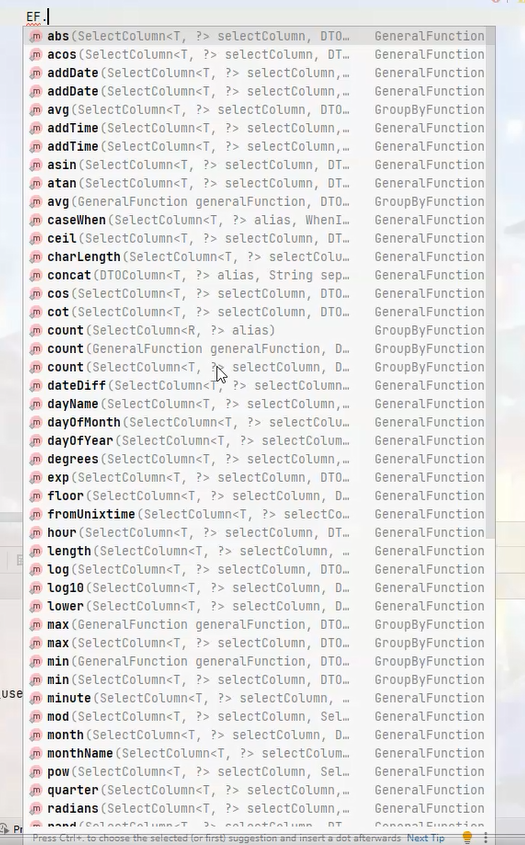 EF.
abs(SelectColumn<T, ?> selectColumn, DTO… GeneralFunction
acos(SelectColumn<T, ?> selectColumn, DT… GeneralFunction
addDate(SelectColumn<T, ?> selectColumn,… GeneralFunction
addDate(SelectColumn<T, ?> selectColumn,… GeneralFunction
avg(SelectColumn<T, ?> selectColumn, DTO… GroupByFunction
addTime(SelectColumn<T, ?> selectColumn,… GeneralFunction
addTime(SelectColumn<T, ?> selectColumn,… GeneralFunction
asin(SelectColumn<T, ?> selectColumn, DT… GeneralFunction
atan(SelectColumn<T, ?> selectColumn, DT… GeneralFunction
avg(GeneralFunction generalFunction, DTO… GroupByFunction
caseWhen(SelectColumn<T, ?> alias, WhenI… GeneralFunction
ceil(SelectColumn<T, ?> selectColumn, DT… GeneralFunction
charLength(SelectColumn<T, ?> selectColu… GeneralFunction
concat(DTOColumn<T, ?> alias, String sep… GeneralFunction
cos(SelectColumn<T, ?> selectColumn, DTO… GeneralFunction
cot(SelectColumn<T, ?> selectColumn, DTO… GeneralFunction
count(SelectColumn<R, ?> alias) GroupByFunction
count(GeneralFunction generalFunction, D… GroupByFunction
count(SelectColumn<T, ?> selectColumn, D… GroupByFunction
dateDiff(SelectColumn<T, ?> selectColumn… GeneralFunction
dayName(SelectColumn<T, ?> selectColumn,… GeneralFunction
dayOfMonth(SelectColumn<T, ?> selectColu… GeneralFunction
dayOfYear(SelectColumn<T, ?> selectColum… GeneralFunction
degrees(SelectColumn<T, ?> selectColumn,… GeneralFunction
exp(SelectColumn<T, ?> selectColumn, DTO… GeneralFunction
floor(SelectColumn<T, ?> selectColumn, D… GeneralFunction
fromUnixtime(SelectColumn<T, ?> selectCo… GeneralFunction
hour(SelectColumn<T, ?> selectColumn, DT… GeneralFunction
length(SelectColumn<T, ?> selectColumn, … GeneralFunction
log(SelectColumn<T, ?> selectColumn, DTO… GeneralFunction
log10(SelectColumn<T, ?> selectColumn, D… GeneralFunction
lower(SelectColumn<T, ?> selectColumn, D… GeneralFunction
max(GeneralFunction generalFunction, DTO… GroupByFunction
max(SelectColumn<T, ?> selectColumn, DTO… GroupByFunction
min(GeneralFunction generalFunction, DTO… GroupByFunction
min(SelectColumn<T, ?> selectColumn, DTO… GroupByFunction
minute(SelectColumn<T, ?> selectColumn, … GeneralFunction
mod(SelectColumn<T, ?> selectColumn, Sel… GeneralFunction
month(SelectColumn<T, ?> selectColumn, D… GeneralFunction
monthName(SelectColumn<T, ?> selectColum… GeneralFunction
pow(SelectColumn<T, ?> selectColumn, Sel… GeneralFunction
quarter(SelectColumn<T, ?> selectColumn,… GeneralFunction
radians(SelectColumn<T, ?> selectColumn,… GeneralFunction
Press Ctrl+. to choose the selected (or first) suggestion and insert a dot afterwards Next Tip
use
Pr